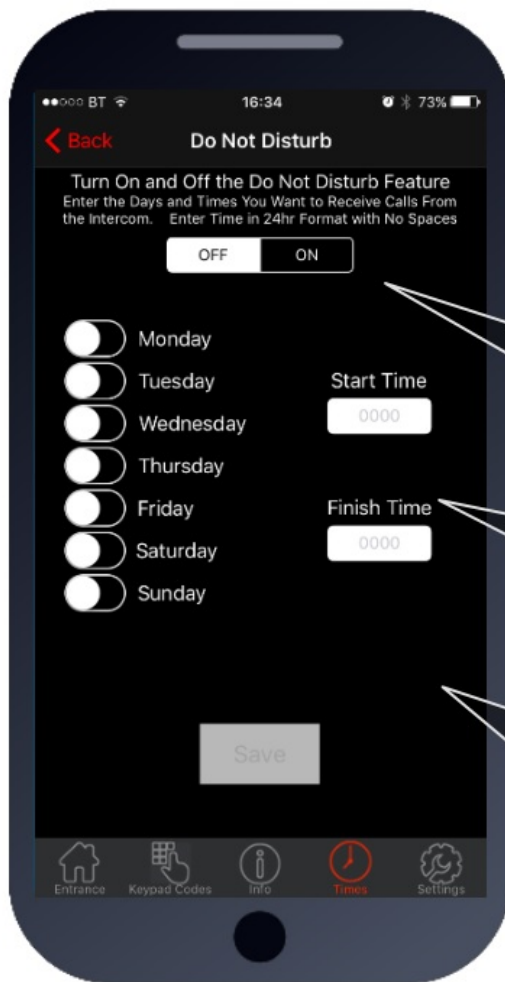 BT 16:34 73%
Back Do Not Disturb
Turn On and Off the Do Not Disturb Feature
Enter the Days and Times You Want to Receive Calls From
the Intercom. Enter Time in 24hr Format with No Spaces
OFF ON
Monday
Tuesday
Wednesday
Thursday
Friday
Saturday
Sunday
Start Time
0000
Finish Time
0000
Save
Entrance Keypad Codes Info Times Settings